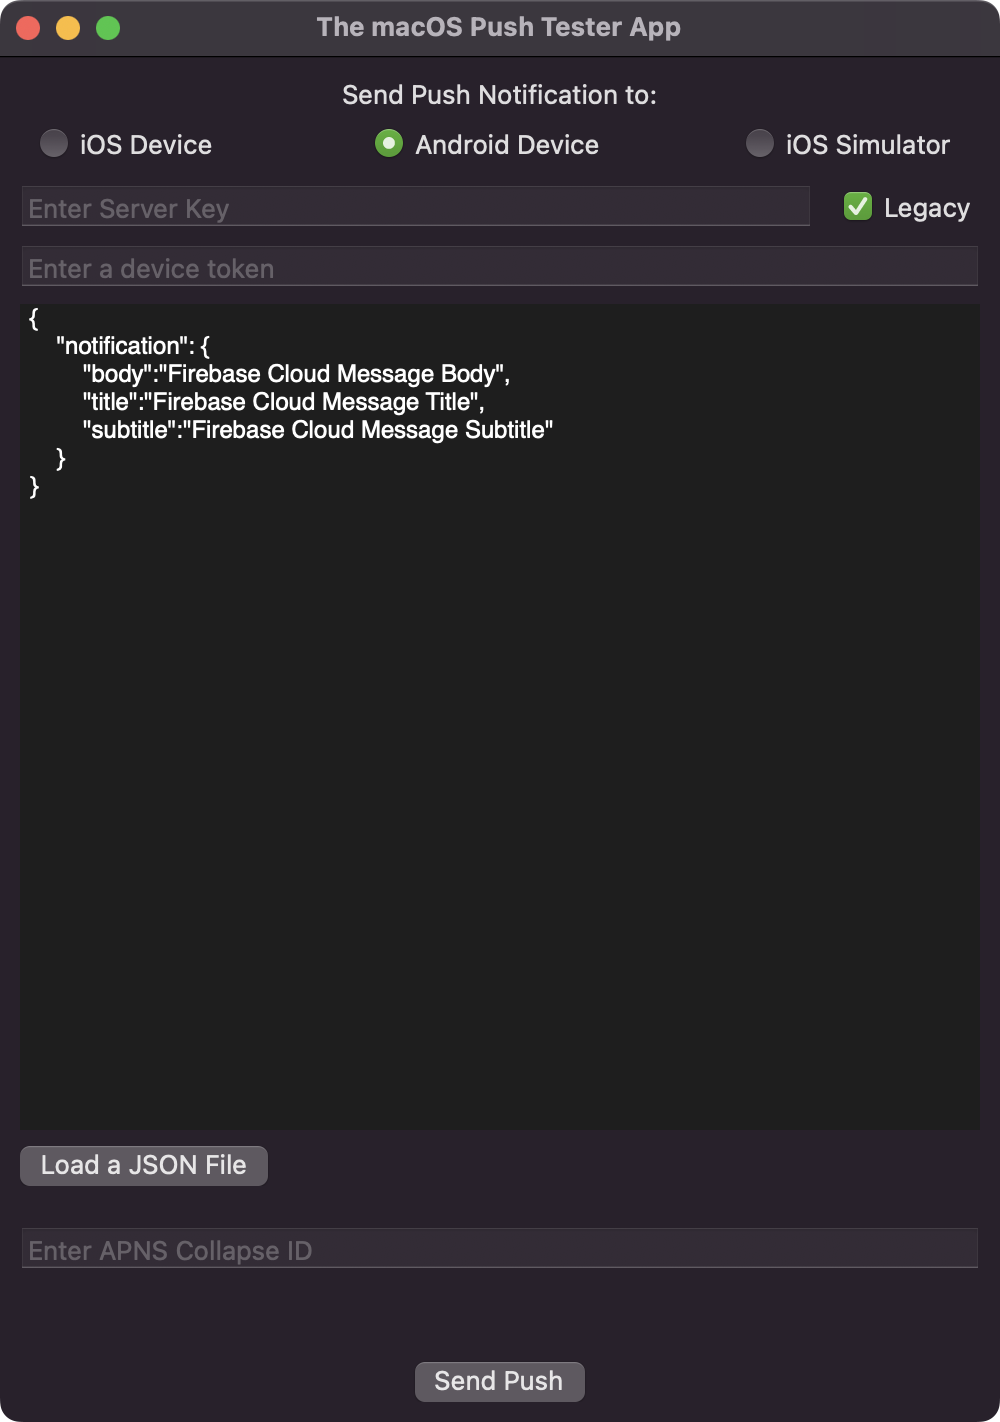 The macOS Push Tester App
Send Push Notification to:
iOS Device
Android Device
iOS Simulator
Enter Server Key
Legacy
Enter a device token
{
"notification": {
"body":"Firebase Cloud Message Body",
"title":"Firebase Cloud Message Title",
"subtitle":"Firebase Cloud Message Subtitle"
}
}
Load a JSON File
Enter APNS Collapse ID
Send Push